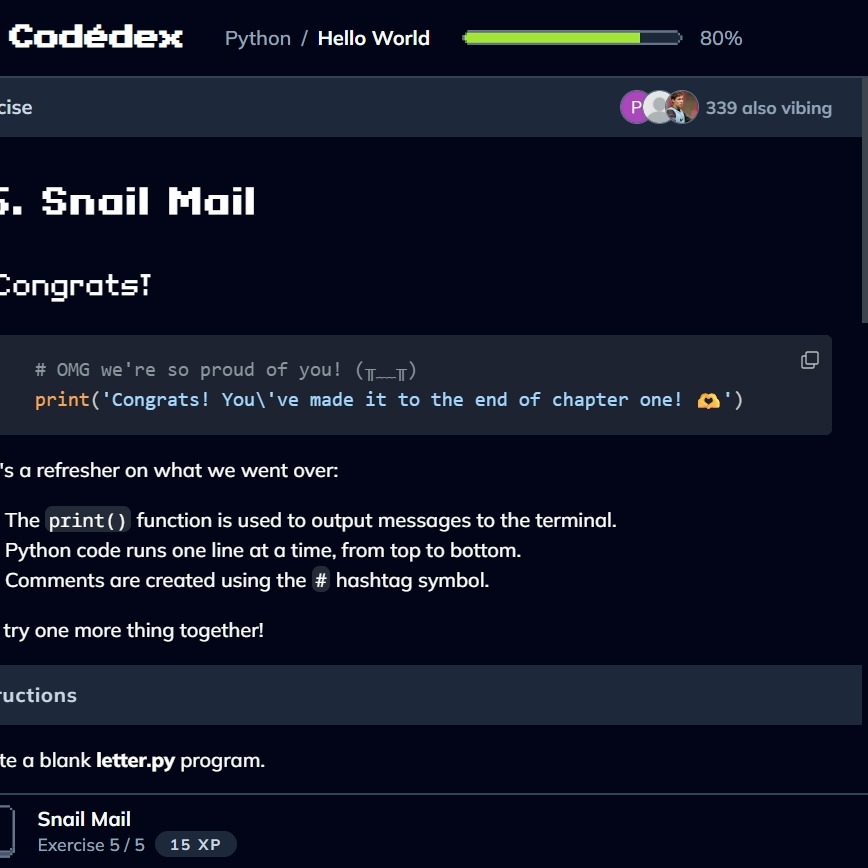 Codédex
Python / Hello World 80%
cise
P 339 also vibing
5. Snail Mail
Congrats!
# OMG we're so proud of you! (╥﹏╥)
print('Congrats! You\'ve made it to the end of chapter one! 🫶')
's a refresher on what we went over:
The print() function is used to output messages to the terminal.
Python code runs one line at a time, from top to bottom.
Comments are created using the # hashtag symbol.
try one more thing together!
ructions
te a blank letter.py program.
Snail Mail
Exercise 5 / 5 15 XP